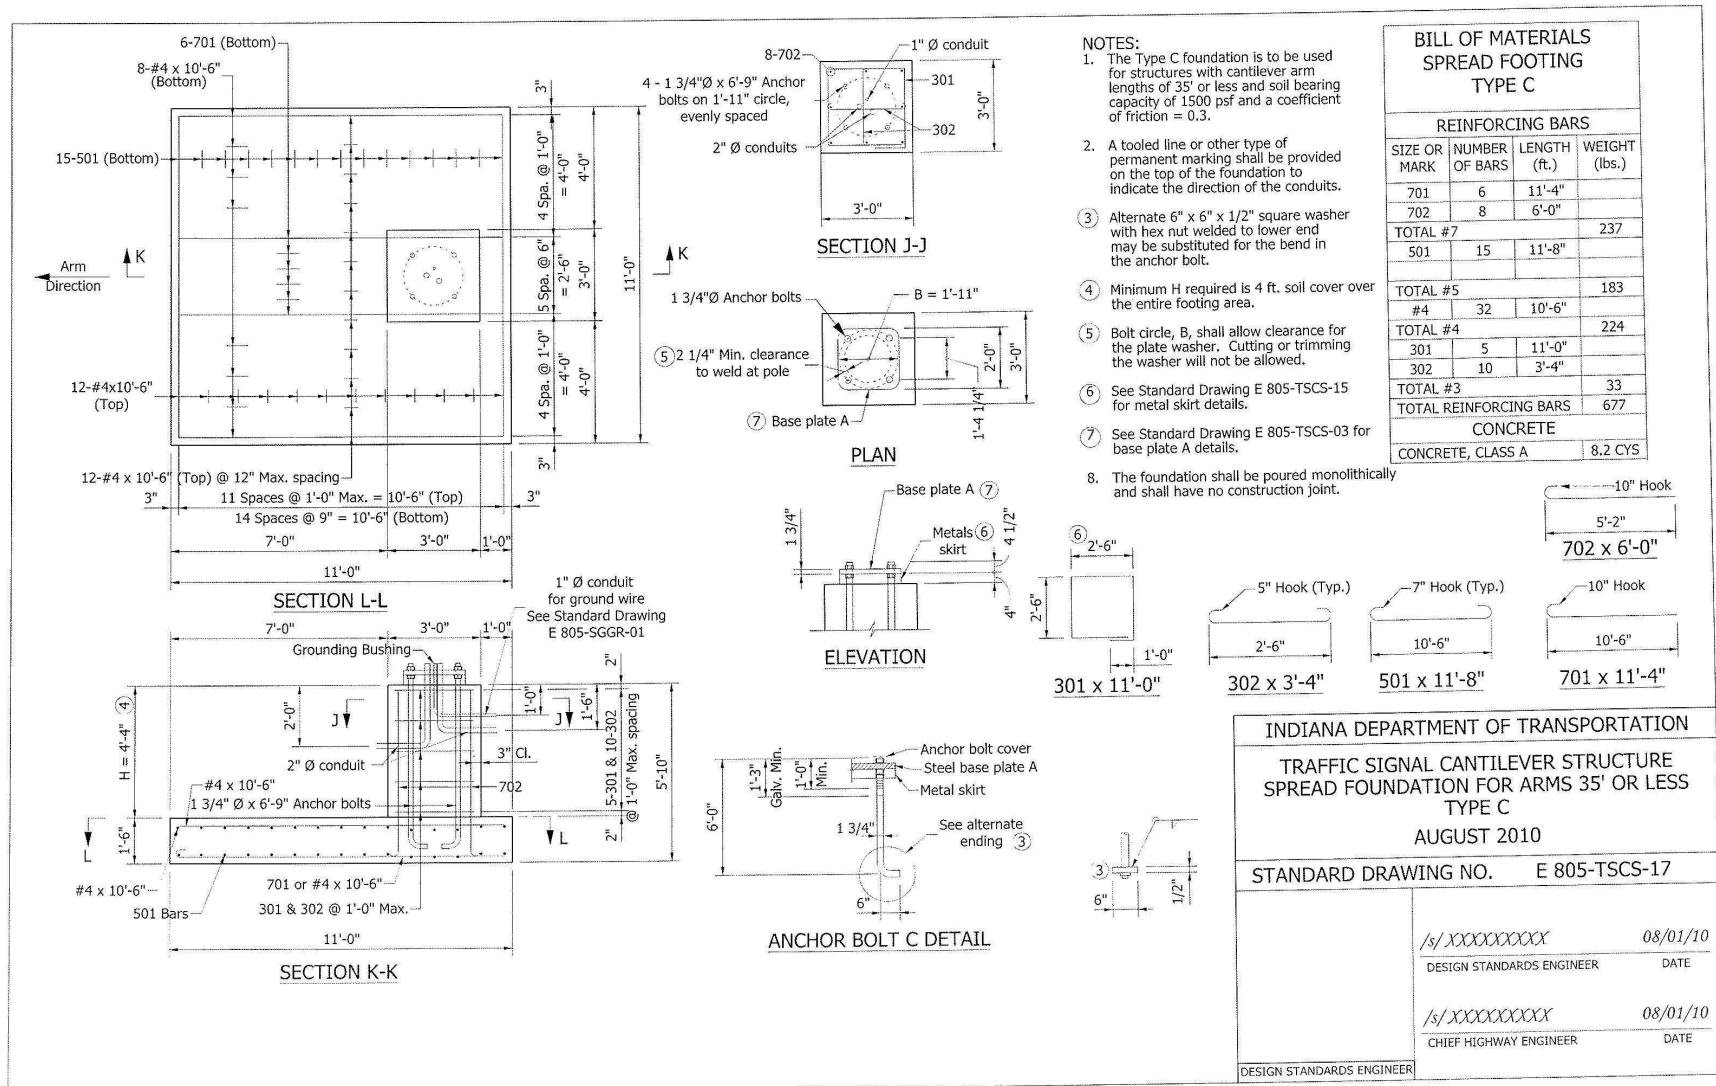 6-701 (Bottom)
8-#4 x 10'-6"
(Bottom)
15-501 (Bottom)
Arm
Direction
K
K
12-#4x10'-6"
(Top)
3"
4 Spa. @ 1'-0"
= 4'-0"
4'-0"
5 Spa. @ 6"
= 2'-6"
3'-0"
11'-0"
4 Spa. @ 1'-0"
= 4'-0"
4'-0"
3"
12-#4 x 10'-6" (Top) @ 12" Max. spacing
3"
11 Spaces @ 1'-0" Max. = 10'-6" (Top)
3"
14 Spaces @ 9" = 10'-6" (Bottom)
7'-0"
3'-0"
1'-0"
11'-0"
SECTION L-L
8-702
1" Ø conduit
4 - 1 3/4"Ø x 6'-9" Anchor
bolts on 1'-11" circle,
evenly spaced
301
302
2" Ø conduits
3'-0"
3'-0"
SECTION J-J
1 3/4"Ø Anchor bolts
B = 1'-11"
5 2 1/4" Min. clearance
to weld at pole
7 Base plate A
2'-0"
3'-0"
1'-4 1/4"
PLAN
Base plate A 7
1 3/4"
Metals 6
skirt
4 1/2"
4"
ELEVATION
7'-0"
3'-0"
1'-0"
1" Ø conduit
for ground wire
See Standard Drawing
E 805-SGGR-01
Grounding Bushing
2"
H = 4'-4" 4
2'-0"
J
J
1'-0"
1'-6"
2" Ø conduit
3" Cl.
5-301 & 10-302
@ 1'-0" Max. spacing
5'-10"
#4 x 10'-6"
1 3/4" Ø x 6'-9" Anchor bolts
702
L
1'-6"
L
2"
#4 x 10'-6"
701 or #4 x 10'-6"
501 Bars
301 & 302 @ 1'-0" Max.
11'-0"
SECTION K-K
6'-0"
1'-3"
Galv. Min.
1'-0"
Min.
Anchor bolt cover
Steel base plate A
Metal skirt
1 3/4"
See alternate
ending 3
6"
ANCHOR BOLT C DETAIL
3
6"
1/2"
NOTES:
1. The Type C foundation is to be used
for structures with cantilever arm
lengths of 35' or less and soil bearing
capacity of 1500 psf and a coefficient
of friction = 0.3.
2. A tooled line or other type of
permanent marking shall be provided
on the top of the foundation to
indicate the direction of the conduits.
3 Alternate 6" x 6" x 1/2" square washer
with hex nut welded to lower end
may be substituted for the bend in
the anchor bolt.
4 Minimum H required is 4 ft. soil cover over
the entire footing area.
5 Bolt circle, B, shall allow clearance for
the plate washer. Cutting or trimming
the washer will not be allowed.
6 See Standard Drawing E 805-TSCS-15
for metal skirt details.
7 See Standard Drawing E 805-TSCS-03 for
base plate A details.
8. The foundation shall be poured monolithically
and shall have no construction joint.
BILL OF MATERIALS
SPREAD FOOTING
TYPE C
REINFORCING BARS
SIZE OR MARK NUMBER OF BARS LENGTH (ft.) WEIGHT (lbs.)
701 6 11'-4"
702 8 6'-0"
TOTAL #7 237
501 15 11'-8"
TOTAL #5 183
#4 32 10'-6"
TOTAL #4 224
301 5 11'-0"
302 10 3'-4"
TOTAL #3 33
TOTAL REINFORCING BARS 677
CONCRETE
CONCRETE, CLASS A 8.2 CYS
10" Hook
5'-2"
702 x 6'-0"
6
2'-6"
2'-6"
1'-0"
301 x 11'-0"
5" Hook (Typ.)
2'-6"
302 x 3'-4"
7" Hook (Typ.)
10'-6"
501 x 11'-8"
10" Hook
10'-6"
701 x 11'-4"
INDIANA DEPARTMENT OF TRANSPORTATION
TRAFFIC SIGNAL CANTILEVER STRUCTURE
SPREAD FOUNDATION FOR ARMS 35' OR LESS
TYPE C
AUGUST 2010
STANDARD DRAWING NO. E 805-TSCS-17
/s/ XXXXXXXXX 08/01/10
DESIGN STANDARDS ENGINEER DATE
/s/ XXXXXXXXX 08/01/10
CHIEF HIGHWAY ENGINEER DATE
DESIGN STANDARDS ENGINEER